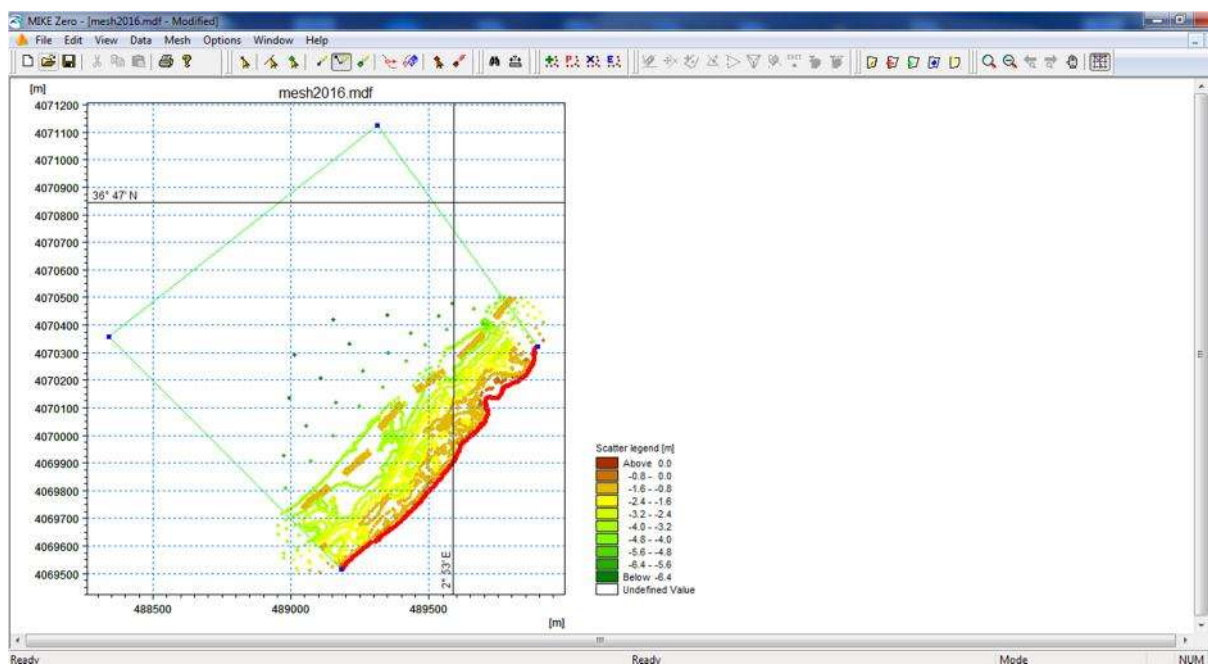 MIKE Zero - [mesh2016.mdf - Modified]
File Edit View Data Mesh Options Window Help
[m]
mesh2016.mdf
4071200
4071100
4071000
4070900
36° 47' N
4070800
4070700
4070600
4070500
4070400
4070300
4070200
4070100
4070000
4069900
4069800
4069700
4069600
4069500
2° 53' E
488500 489000 489500
[m]
Scatter legend [m]
Above 0.0
-0.8 - 0.0
-1.6 - -0.8
-2.4 - -1.6
-3.2 - -2.4
-4.0 - -3.2
-4.8 - -4.0
-5.6 - -4.8
-6.4 - -5.6
Below -6.4
Undefined Value
Ready Ready Mode NUM